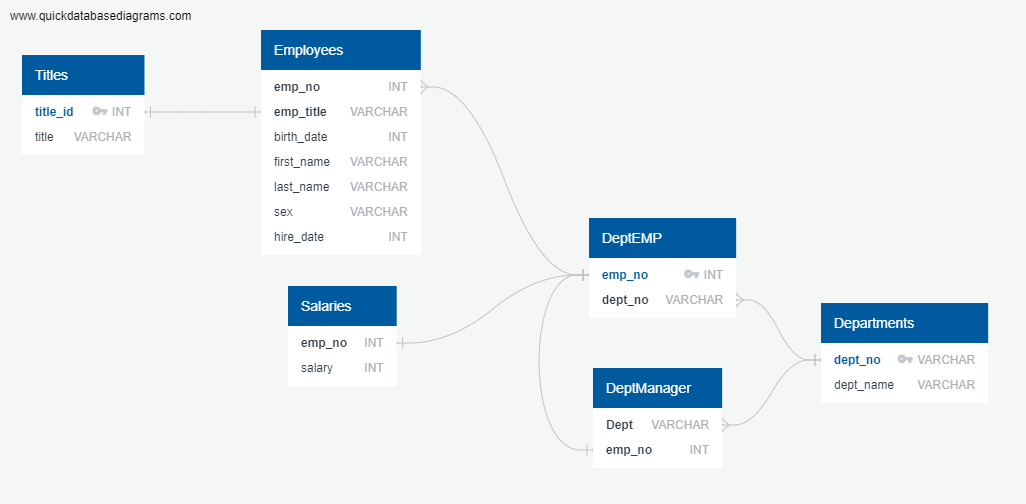 www.quickdatabasediagrams.com
Titles
title_id INT
title VARCHAR
Employees
emp_no INT
emp_title VARCHAR
birth_date INT
first_name VARCHAR
last_name VARCHAR
sex VARCHAR
hire_date INT
Salaries
emp_no INT
salary INT
DeptEMP
emp_no INT
dept_no VARCHAR
DeptManager
Dept VARCHAR
emp_no INT
Departments
dept_no VARCHAR
dept_name VARCHAR